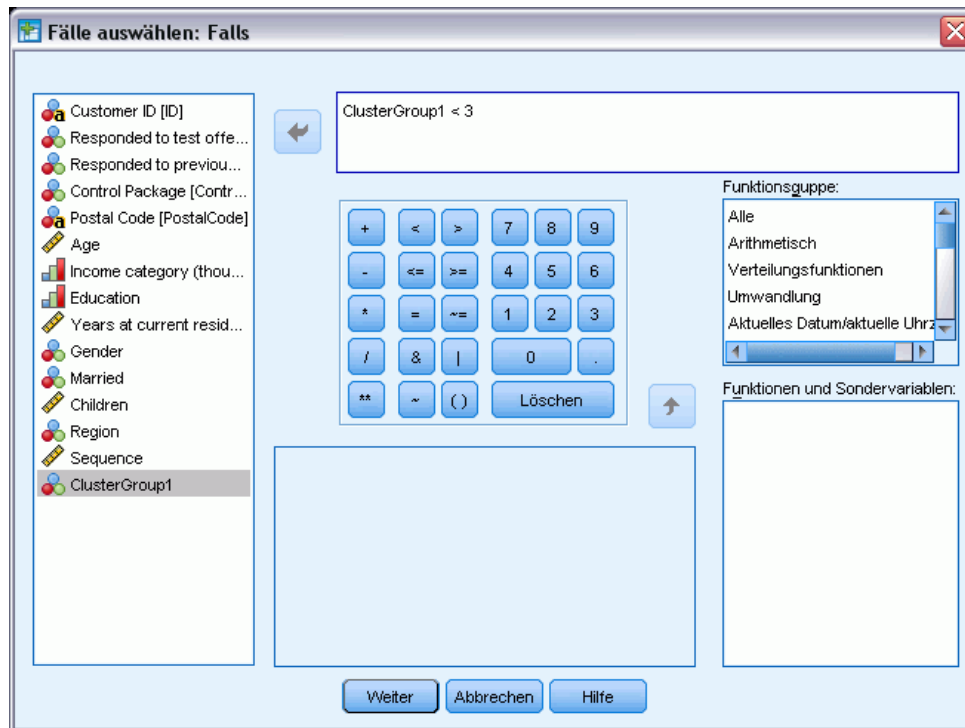 Fälle auswählen: Falls
Customer ID [ID]
Responded to test offe...
Responded to previou...
Control Package [Contr...
Postal Code [PostalCode]
Age
Income category (thou...
Education
Years at current resid...
Gender
Married
Children
Region
Sequence
ClusterGroup1
ClusterGroup1 < 3
+ < > 7 8 9
- <= >= 4 5 6
* = ~= 1 2 3
/ & | 0 .
** ~ ( ) Löschen
Funktionsgruppe:
Alle
Arithmetisch
Verteilungsfunktionen
Umwandlung
Aktuelles Datum/aktuelle Uhrz
Funktionen und Sondervariablen:
Weiter Abbrechen Hilfe